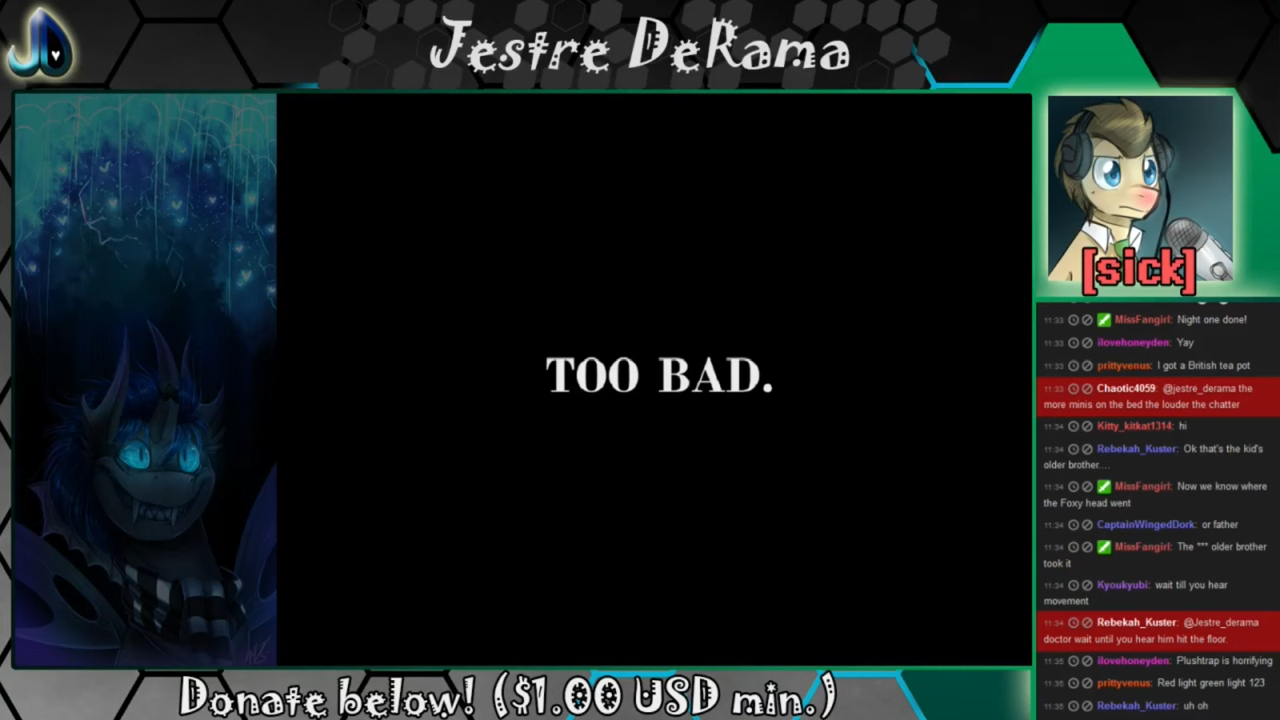 JD
Jestre DeRama
TOO BAD.
[sick]
11:33 MissFangirl: Night one done!
11:33 ilovehoneyden: Yay
11:33 prittyvenus: I got a British tea pot
11:33 Chaotic4059: @jestre_derama the
more minis on the bed the louder the chatter
11:34 Kitty_kitkat1314: hi
11:34 Rebekah_Kuster: Ok that's the kid's
older brother....
11:34 MissFangirl: Now we know where
the Foxy head went
11:34 CaptainWingedDork: or father
11:34 MissFangirl: The *** older brother
took it
11:34 Kyoukyubi: wait till you hear
movement
11:34 Rebekah_Kuster: @Jestre_derama
doctor wait until you hear him hit the floor.
11:35 ilovehoneyden: Plushtrap is horrifying
11:35 prittyvenus: Red light green light 123
11:35 Rebekah_Kuster: uh oh
Donate below! ($1.00 USD min.)